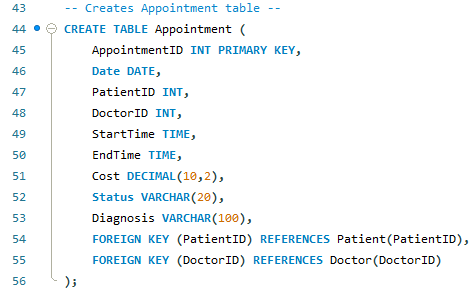 43 -- Creates Appointment table --
44 CREATE TABLE Appointment (
45 AppointmentID INT PRIMARY KEY,
46 Date DATE,
47 PatientID INT,
48 DoctorID INT,
49 StartTime TIME,
50 EndTime TIME,
51 Cost DECIMAL(10,2),
52 Status VARCHAR(20),
53 Diagnosis VARCHAR(100),
54 FOREIGN KEY (PatientID) REFERENCES Patient(PatientID),
55 FOREIGN KEY (DoctorID) REFERENCES Doctor(DoctorID)
56 );